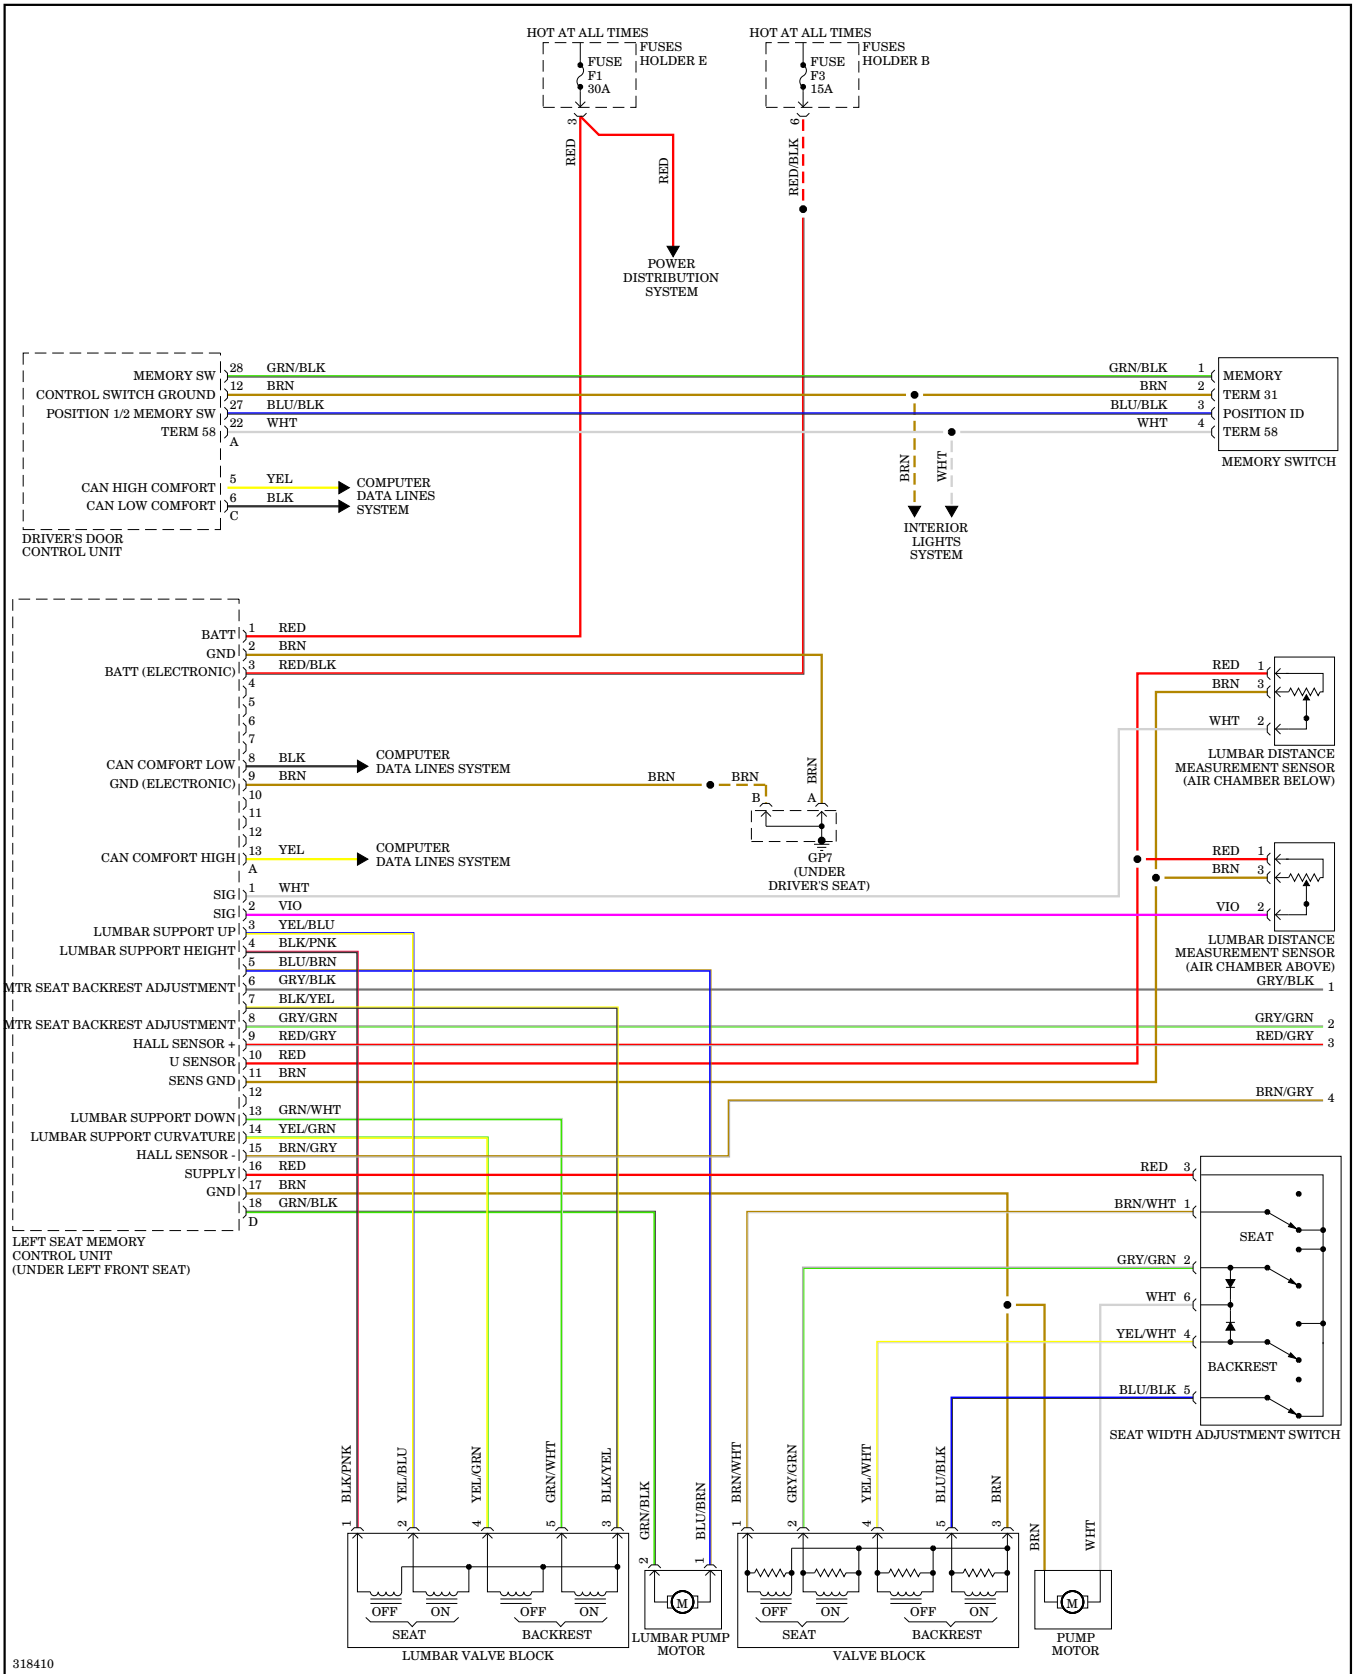 HOT AT ALL TIMES
FUSES
HOLDER E
FUSE
F1
30A
3
RED
RED
POWER
DISTRIBUTION
SYSTEM
HOT AT ALL TIMES
FUSES
HOLDER B
FUSE
F3
15A
6
RED/BLK
MEMORY SW 28 GRN/BLK GRN/BLK 1 MEMORY
CONTROL SWITCH GROUND 12 BRN BRN 2 TERM 31
POSITION 1/2 MEMORY SW 27 BLU/BLK BLU/BLK 3 POSITION ID
TERM 58 22 WHT WHT 4 TERM 58
A
MEMORY SWITCH
BRN
WHT
INTERIOR
LIGHTS
SYSTEM
CAN HIGH COMFORT 5 YEL
CAN LOW COMFORT 6 BLK
C
COMPUTER
DATA LINES
SYSTEM
DRIVER'S DOOR
CONTROL UNIT
BATT 1 RED
GND 2 BRN
BATT (ELECTRONIC) 3 RED/BLK
4
5
6
7
CAN COMFORT LOW 8 BLK
COMPUTER
DATA LINES SYSTEM
GND (ELECTRONIC) 9 BRN BRN BRN
10
11
12
CAN COMFORT HIGH 13 YEL
A
COMPUTER
DATA LINES SYSTEM
BRN
B A
GP7
(UNDER
DRIVER'S SEAT)
RED 1
BRN 3
WHT 2
LUMBAR DISTANCE
MEASUREMENT SENSOR
(AIR CHAMBER BELOW)
RED 1
BRN 3
VIO 2
LUMBAR DISTANCE
MEASUREMENT SENSOR
(AIR CHAMBER ABOVE)
SIG 1 WHT
SIG 2 VIO
LUMBAR SUPPORT UP 3 YEL/BLU
LUMBAR SUPPORT HEIGHT 4 BLK/PNK
5 BLU/BRN
MTR SEAT BACKREST ADJUSTMENT 6 GRY/BLK GRY/BLK 1
7 BLK/YEL
MTR SEAT BACKREST ADJUSTMENT 8 GRY/GRN GRY/GRN 2
HALL SENSOR + 9 RED/GRY RED/GRY 3
U SENSOR 10 RED
SENS GND 11 BRN
12
BRN/GRY 4
LUMBAR SUPPORT DOWN 13 GRN/WHT
LUMBAR SUPPORT CURVATURE 14 YEL/GRN
HALL SENSOR - 15 BRN/GRY
SUPPLY 16 RED
GND 17 BRN
18 GRN/BLK
D
LEFT SEAT MEMORY
CONTROL UNIT
(UNDER LEFT FRONT SEAT)
RED 3
BRN/WHT 1
SEAT
GRY/GRN 2
WHT 6
YEL/WHT 4
BACKREST
BLU/BLK 5
SEAT WIDTH ADJUSTMENT SWITCH
BLK/PNK
YEL/BLU
YEL/GRN
GRN/WHT
BLK/YEL
GRN/BLK
BLU/BRN
BRN/WHT
GRY/GRN
YEL/WHT
BLU/BLK
BRN
BRN
WHT
1 2 4 5 3 2 1 1 2 4 5 3
OFF ON OFF ON
SEAT BACKREST
LUMBAR VALVE BLOCK
M
LUMBAR PUMP
MOTOR
OFF ON OFF ON
SEAT BACKREST
VALVE BLOCK
M
PUMP
MOTOR
318410